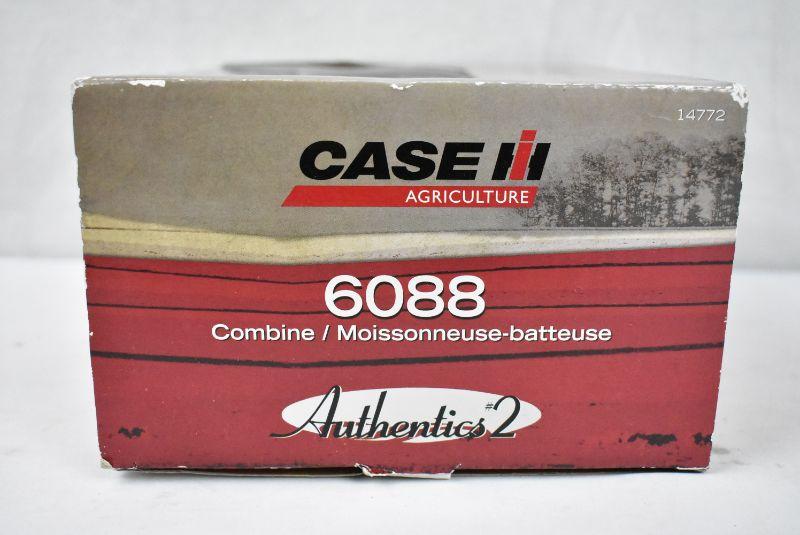 14772
CASE IH
AGRICULTURE
6088
Combine / Moissonneuse-batteuse
Authentics #2